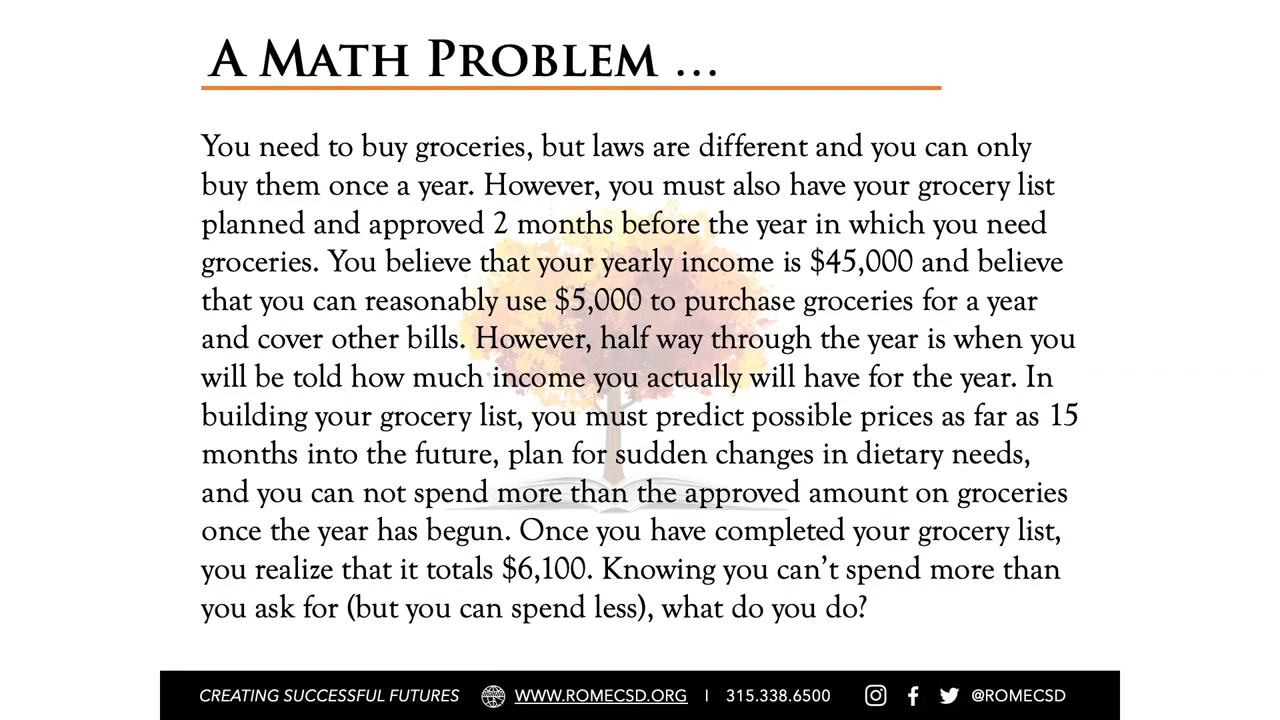 A MATH PROBLEM ...
You need to buy groceries, but laws are different and you can only
buy them once a year. However, you must also have your grocery list
planned and approved 2 months before the year in which you need
groceries. You believe that your yearly income is $45,000 and believe
that you can reasonably use $5,000 to purchase groceries for a year
and cover other bills. However, half way through the year is when you
will be told how much income you actually will have for the year. In
building your grocery list, you must predict possible prices as far as 15
months into the future, plan for sudden changes in dietary needs,
and you can not spend more than the approved amount on groceries
once the year has begun. Once you have completed your grocery list,
you realize that it totals $6,100. Knowing you can't spend more than
you ask for (but you can spend less), what do you do?
CREATING SUCCESSFUL FUTURES WWW.ROMECSD.ORG | 315.338.6500 @ROMECSD